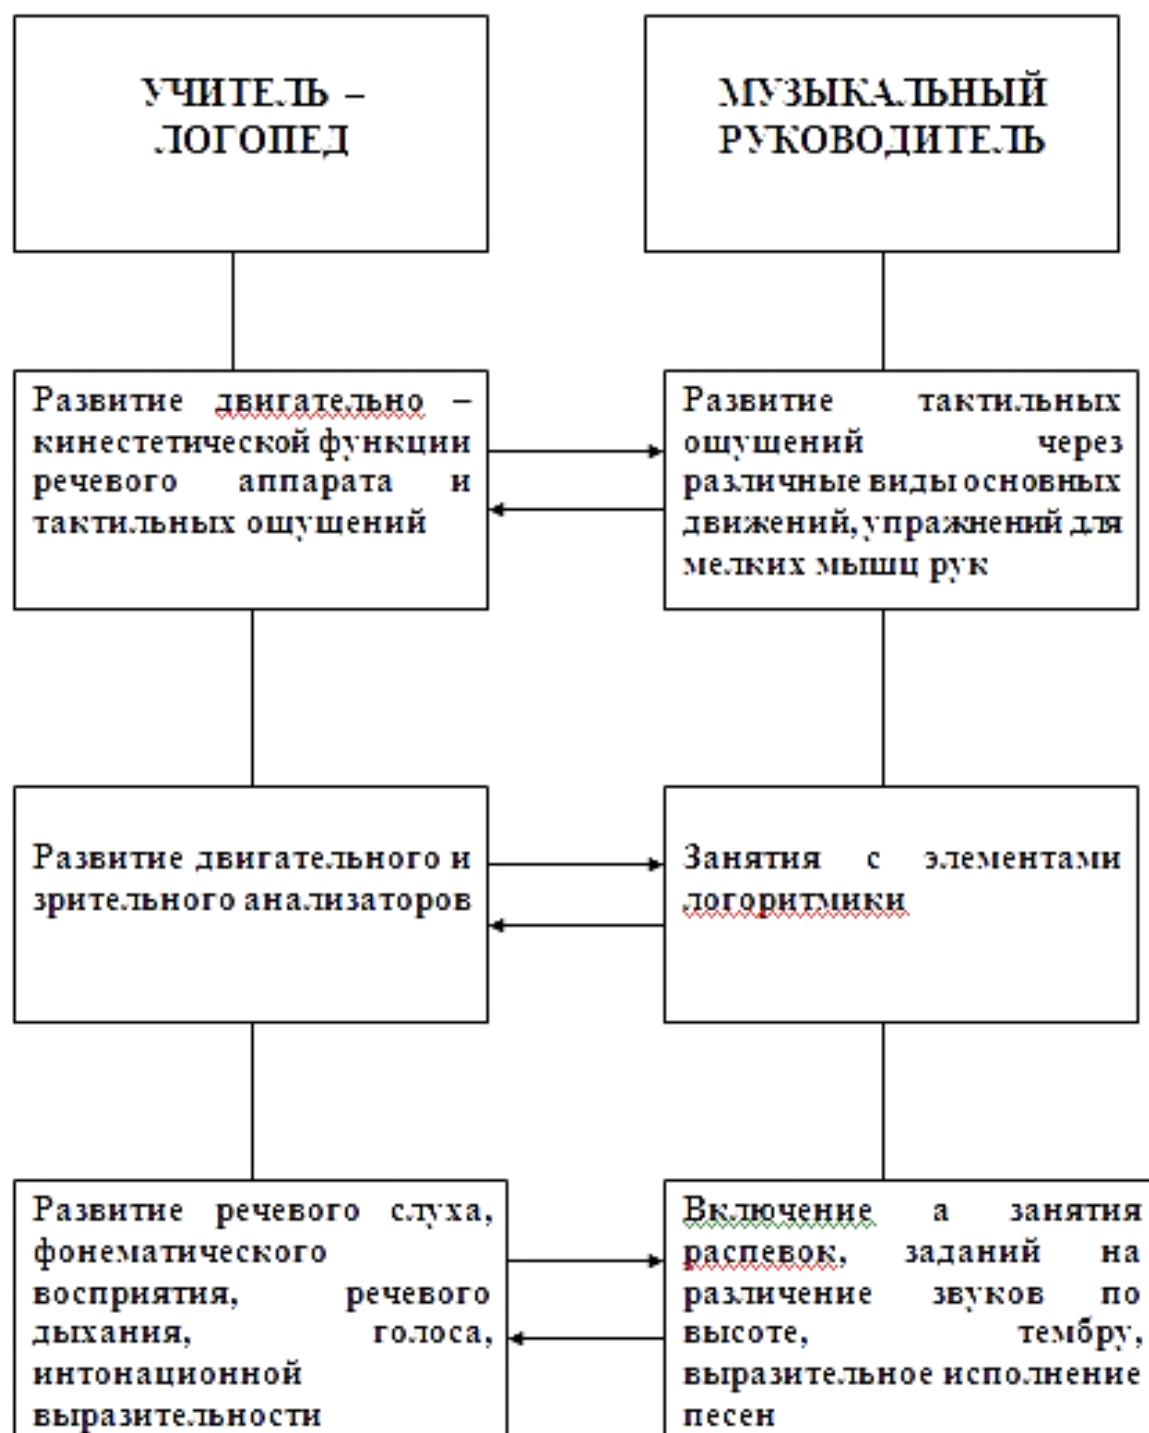 УЧИТЕЛЬ –
ЛОГОПЕД
МУЗЫКАЛЬНЫЙ
РУКОВОДИТЕЛЬ
Развитие двигательно –
кинестетической функции
речевого аппарата и
тактильных ощущений
Развитие тактильных
ощущений через
различные виды основных
движений, упражнений для
мелких мышц рук
Развитие двигательного и
зрительного анализаторов
Занятия с элементами
логоритмики
Развитие речевого слуха,
фонематического
восприятия, речевого
дыхания, голоса,
интонационной
выразительности
Включение а занятия
распевок, заданий на
различение звуков по
высоте, тембру,
выразительное исполнение
песен